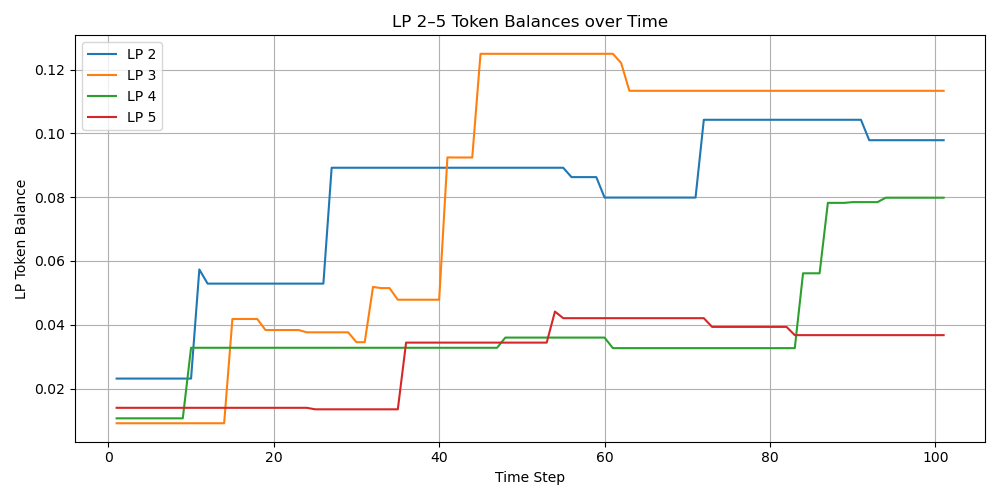 LP 2–5 Token Balances over Time
LP 2
LP 3
LP 4
LP 5
LP Token Balance
0.12
0.10
0.08
0.06
0.04
0.02
0 20 40 60 80 100
Time Step